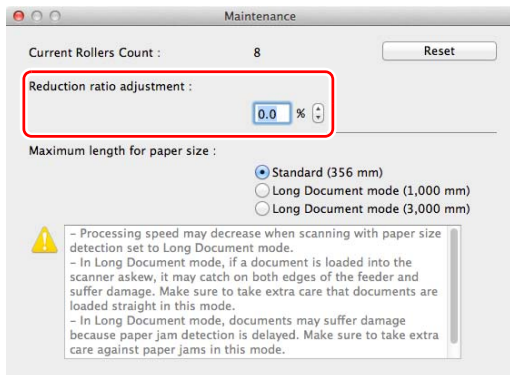 Maintenance
Current Rollers Count : 8 Reset
Reduction ratio adjustment :
0.0 %
Maximum length for paper size :
Standard (356 mm)
Long Document mode (1,000 mm)
Long Document mode (3,000 mm)
– Processing speed may decrease when scanning with paper size
detection set to Long Document mode.
– In Long Document mode, if a document is loaded into the
scanner askew, it may catch on both edges of the feeder and
suffer damage. Make sure to take extra care that documents are
loaded straight in this mode.
– In Long Document mode, documents may suffer damage
because paper jam detection is delayed. Make sure to take extra
care against paper jams in this mode.